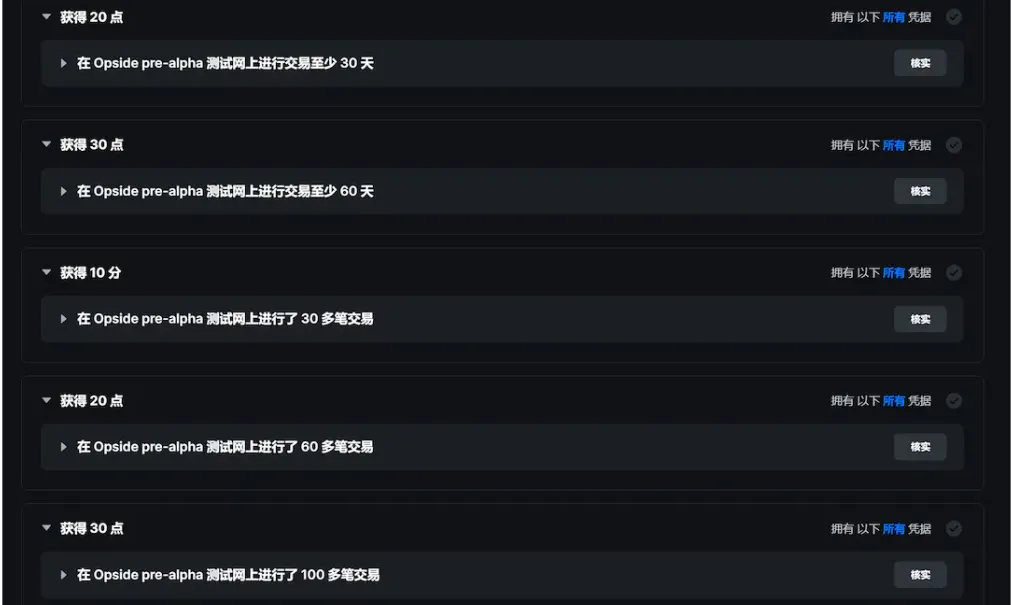 获得 20 点 拥有 以下 所有 凭据
在 Opside pre-alpha 测试网上进行交易至少 30 天 核实
获得 30 点 拥有 以下 所有 凭据
在 Opside pre-alpha 测试网上进行交易至少 60 天 核实
获得 10 分 拥有 以下 所有 凭据
在 Opside pre-alpha 测试网上进行了 30 多笔交易 核实
获得 20 点 拥有 以下 所有 凭据
在 Opside pre-alpha 测试网上进行了 60 多笔交易 核实
获得 30 点 拥有 以下 所有 凭据
在 Opside pre-alpha 测试网上进行了 100 多笔交易 核实